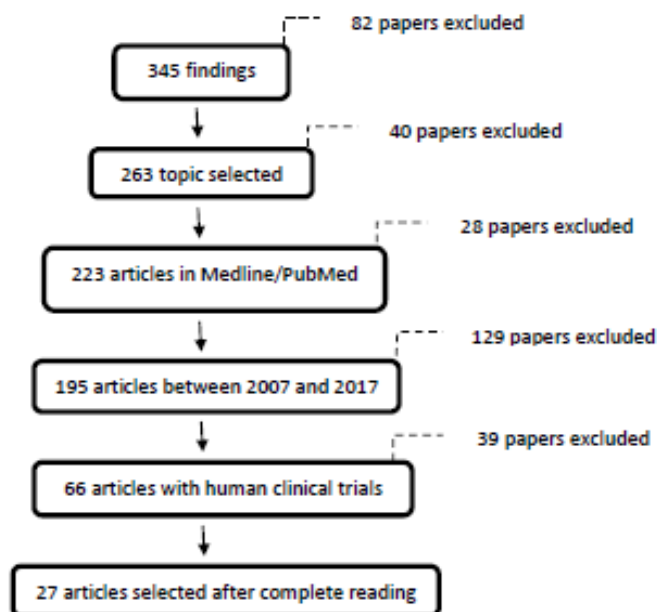 82 papers excluded
345 findings
40 papers excluded
263 topic selected
28 papers excluded
223 articles in Medline/PubMed
129 papers excluded
195 articles between 2007 and 2017
39 papers excluded
66 articles with human clinical trials
27 articles selected after complete reading